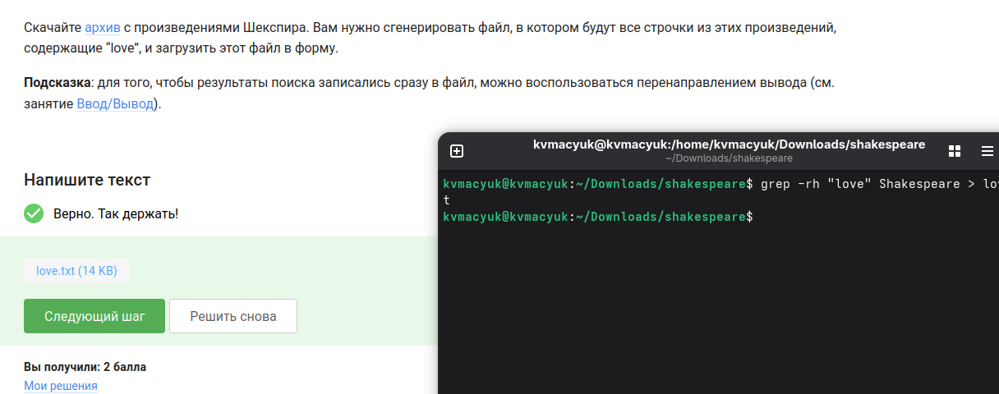 Скачайте архив с произведениями Шекспира. Вам нужно сгенерировать файл, в котором будут все строчки из этих произведений,
содержащие “love”, и загрузить этот файл в форму.
Подсказка: для того, чтобы результаты поиска записались сразу в файл, можно воспользоваться перенаправлением вывода (см.
занятие Ввод/Вывод).
Напишите текст
Верно. Так держать!
love.txt (14 KB)
Следующий шаг
Решить снова
Вы получили: 2 балла
Мои решения
kvmacyuk@kvmacyuk:/home/kvmacyuk/Downloads/shakespeare
~/Downloads/shakespeare
kvmacyuk@kvmacyuk:~/Downloads/shakespeare$ grep -rh "love" Shakespeare > lo
t
kvmacyuk@kvmacyuk:~/Downloads/shakespeare$